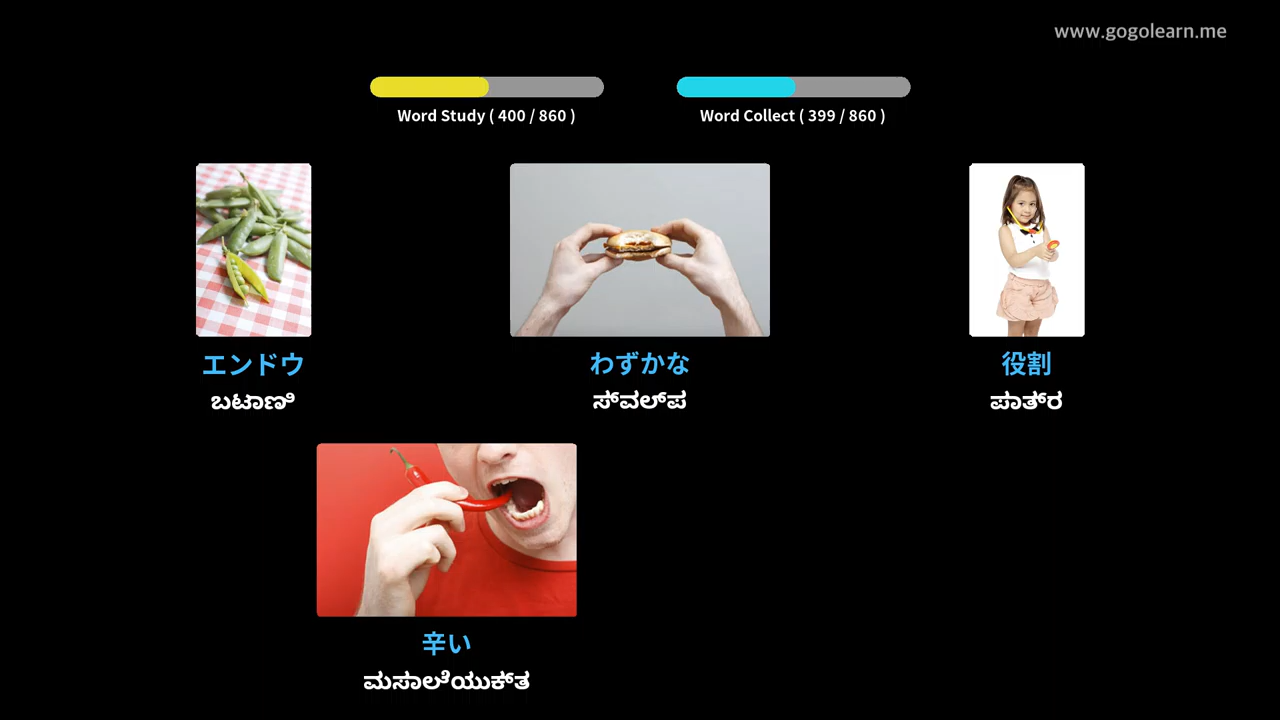 www.gogolearn.me
Word Study ( 400 / 860 )
Word Collect ( 399 / 860 )
エンドウ
ಬಟಾಣಿ
わずかな
ಸ್ವಲ್ಪ
役割
ಪಾತ್ರ
辛い
ಮಸಾಲೆಯುಕ್ತ